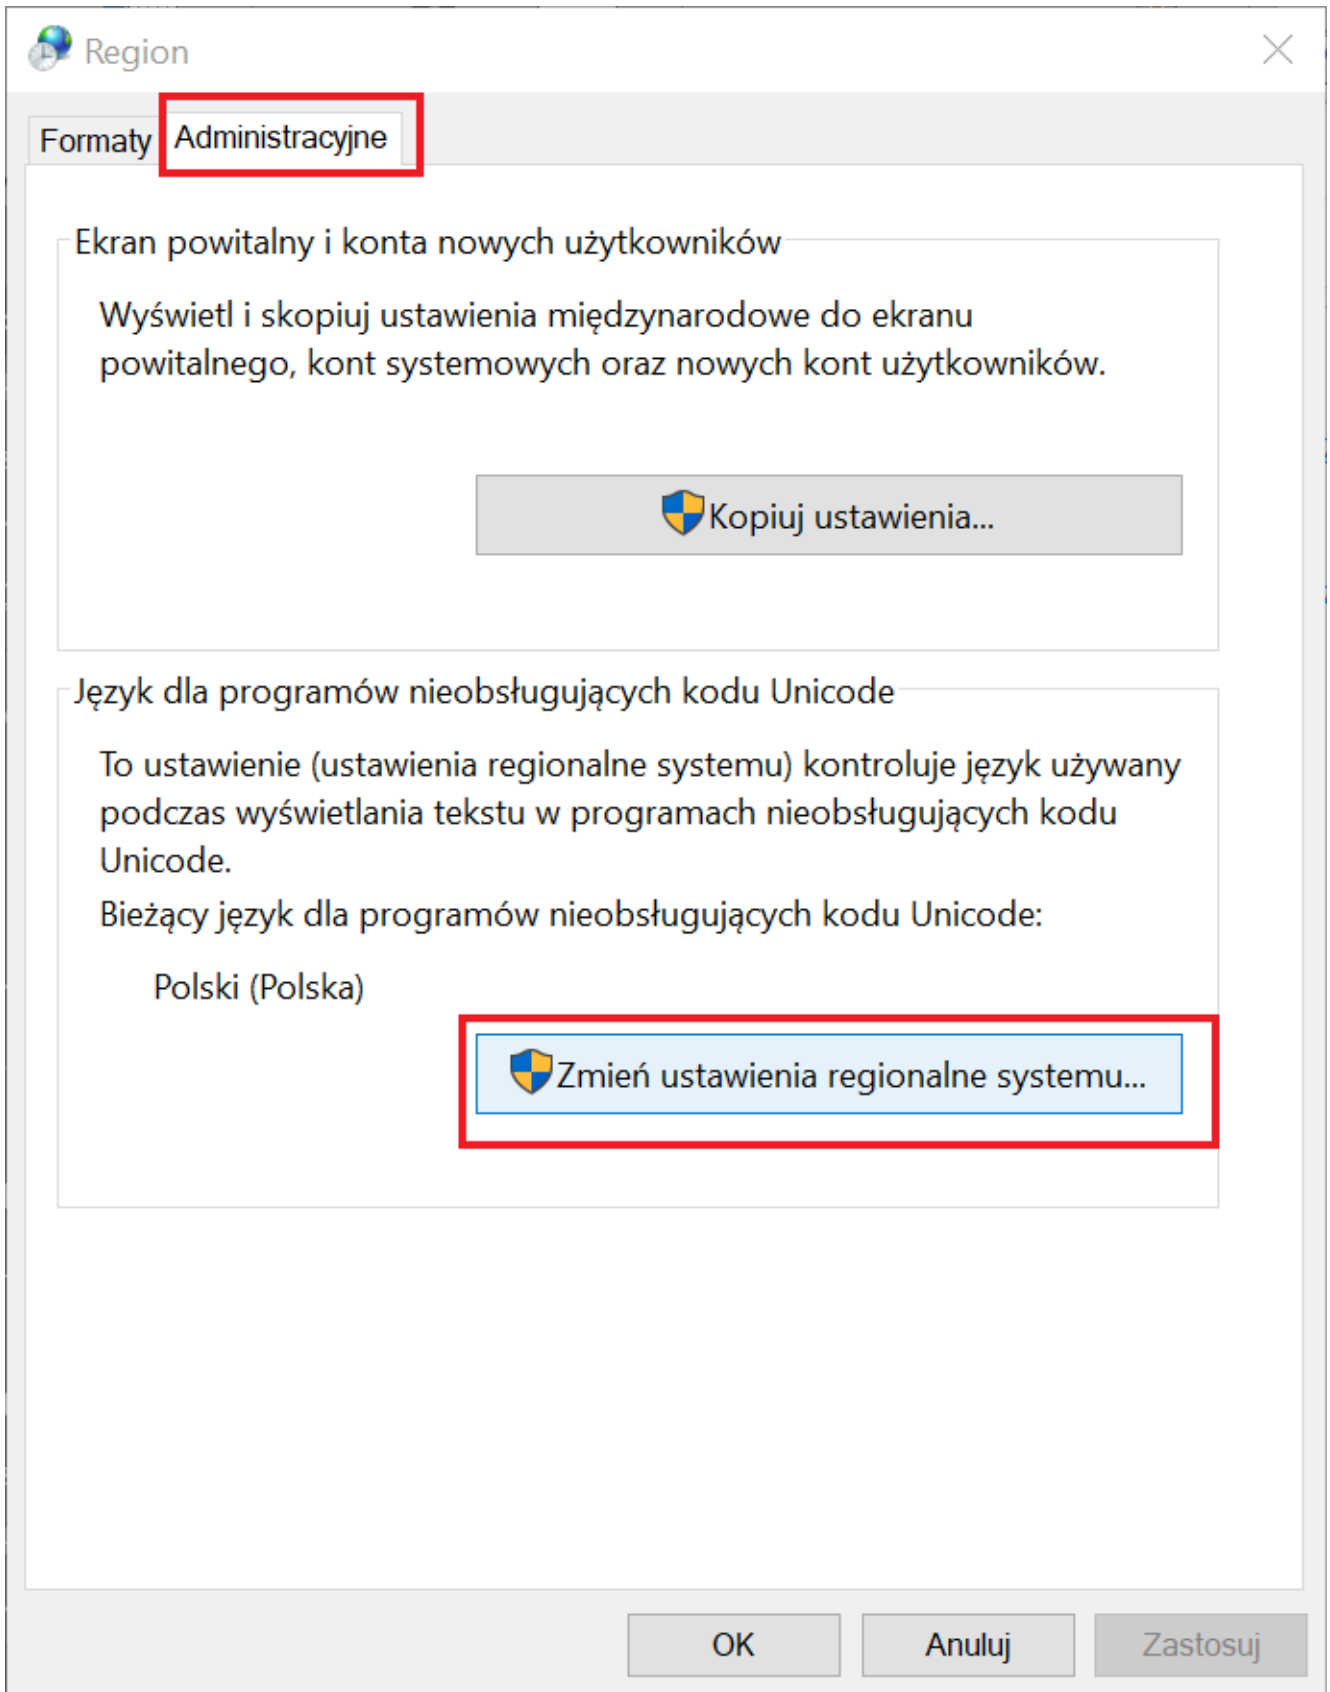 Region
Formaty
Administracyjne
Ekran powitalny i konta nowych użytkowników
Wyświetl i skopiuj ustawienia międzynarodowe do ekranu
powitalnego, kont systemowych oraz nowych kont użytkowników.
Kopiuj ustawienia...
Język dla programów nieobsługujących kodu Unicode
To ustawienie (ustawienia regionalne systemu) kontroluje język używany
podczas wyświetlania tekstu w programach nieobsługujących kodu
Unicode.
Bieżący język dla programów nieobsługujących kodu Unicode:
Polski (Polska)
Zmień ustawienia regionalne systemu...
OK
Anuluj
Zastosuj